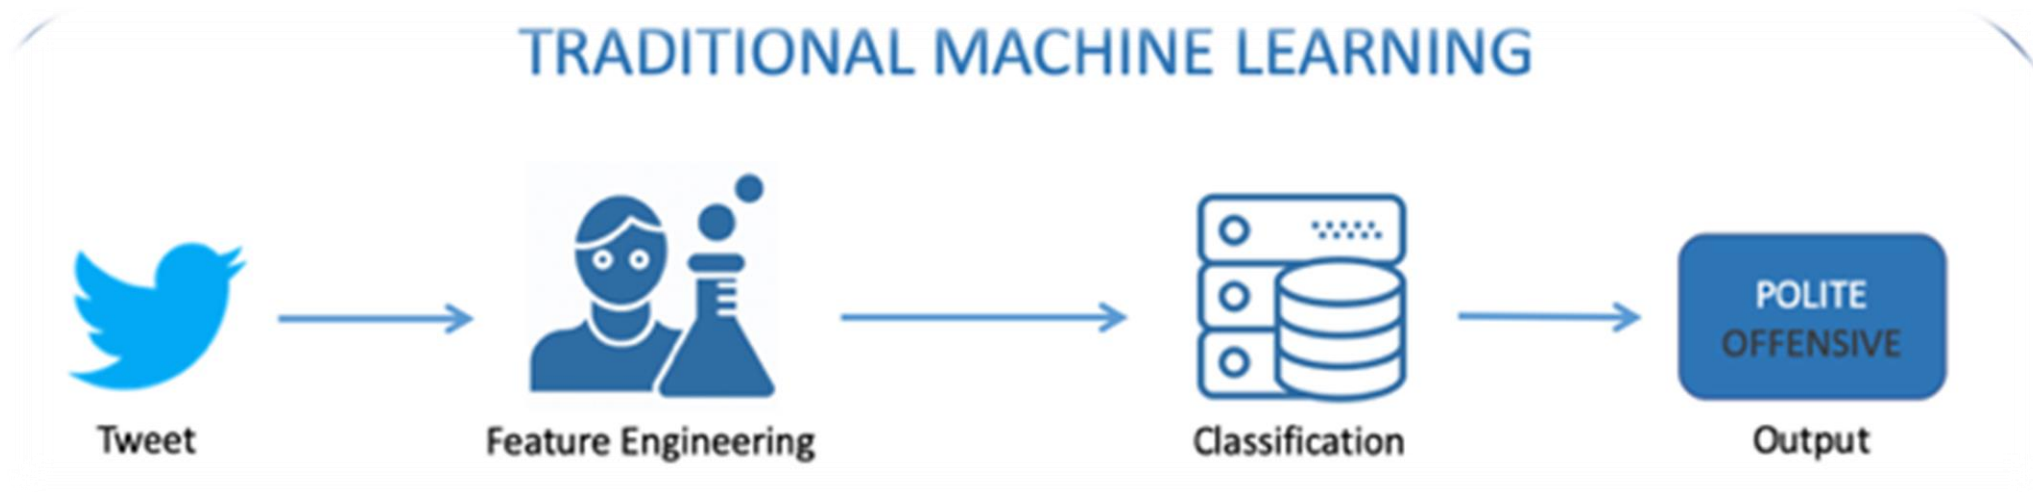 TRADITIONAL MACHINE LEARNING
POLITE
OFFENSIVE
Tweet
Feature Engineering
Classification
Output